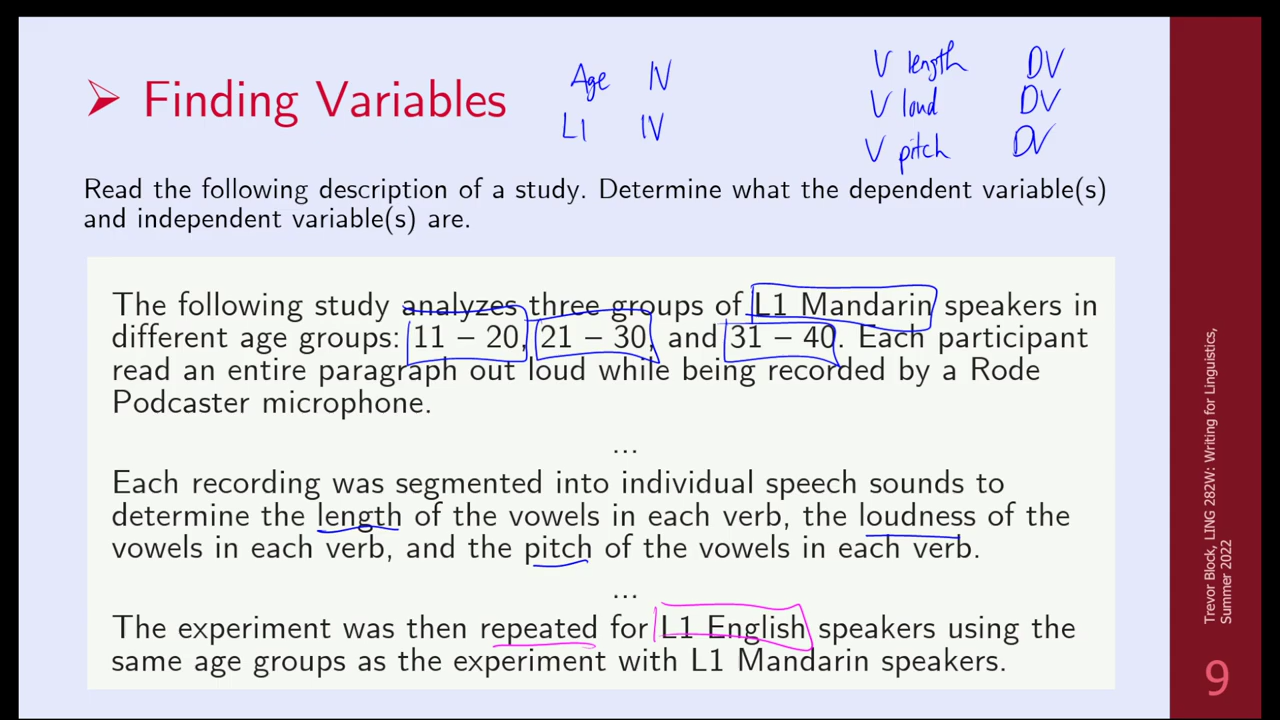 ➢ Finding Variables
Age IV
L1 IV
V length DV
V loud DV
V pitch DV
Read the following description of a study. Determine what the dependent variable(s)
and independent variable(s) are.
The following study analyzes three groups of L1 Mandarin speakers in
different age groups: 11 – 20, 21 – 30, and 31 – 40. Each participant
read an entire paragraph out loud while being recorded by a Rode
Podcaster microphone.
...
Each recording was segmented into individual speech sounds to
determine the length of the vowels in each verb, the loudness of the
vowels in each verb, and the pitch of the vowels in each verb.
...
The experiment was then repeated for L1 English speakers using the
same age groups as the experiment with L1 Mandarin speakers.
Trevor Block, LING 282W: Writing for Linguistics,
Summer 2022
9